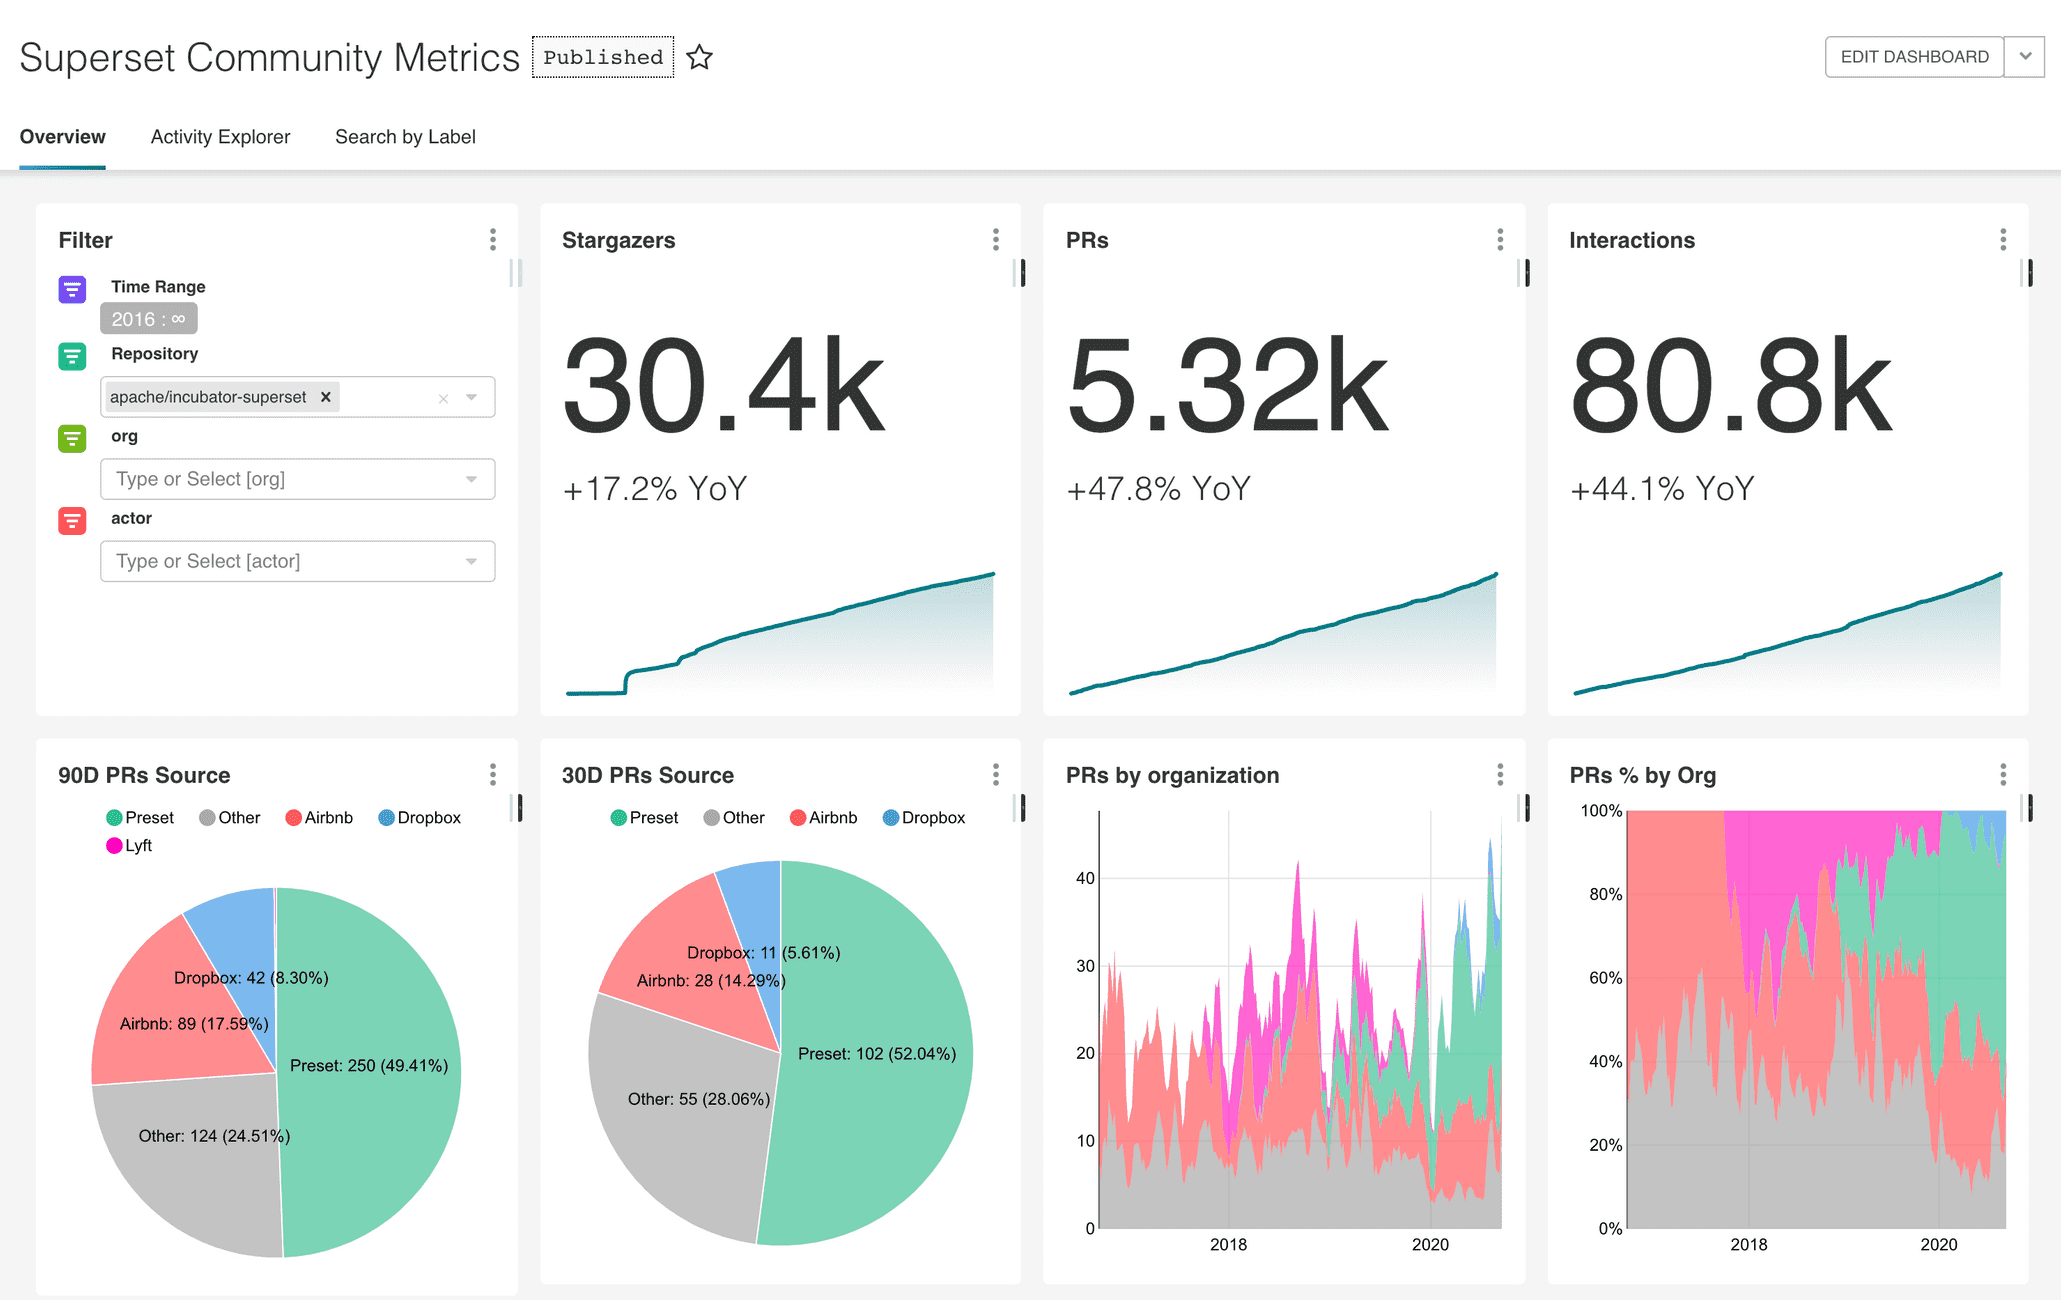 Superset Community Metrics Published
EDIT DASHBOARD
Overview Activity Explorer Search by Label
Filter
Time Range
2016 : ∞
Repository
apache/incubator-superset
org
Type or Select [org]
actor
Type or Select [actor]
Stargazers
30.4k
+17.2% YoY
PRs
5.32k
+47.8% YoY
Interactions
80.8k
+44.1% YoY
90D PRs Source
Preset Other Airbnb Dropbox
Lyft
Dropbox: 42 (8.30%)
Airbnb: 89 (17.59%)
Preset: 250 (49.41%)
Other: 124 (24.51%)
30D PRs Source
Preset Other Airbnb Dropbox
Dropbox: 11 (5.61%)
Airbnb: 28 (14.29%)
Preset: 102 (52.04%)
Other: 55 (28.06%)
PRs by organization
40
30
20
10
0
2018 2020
PRs % by Org
100%
80%
60%
40%
20%
0%
2018 2020